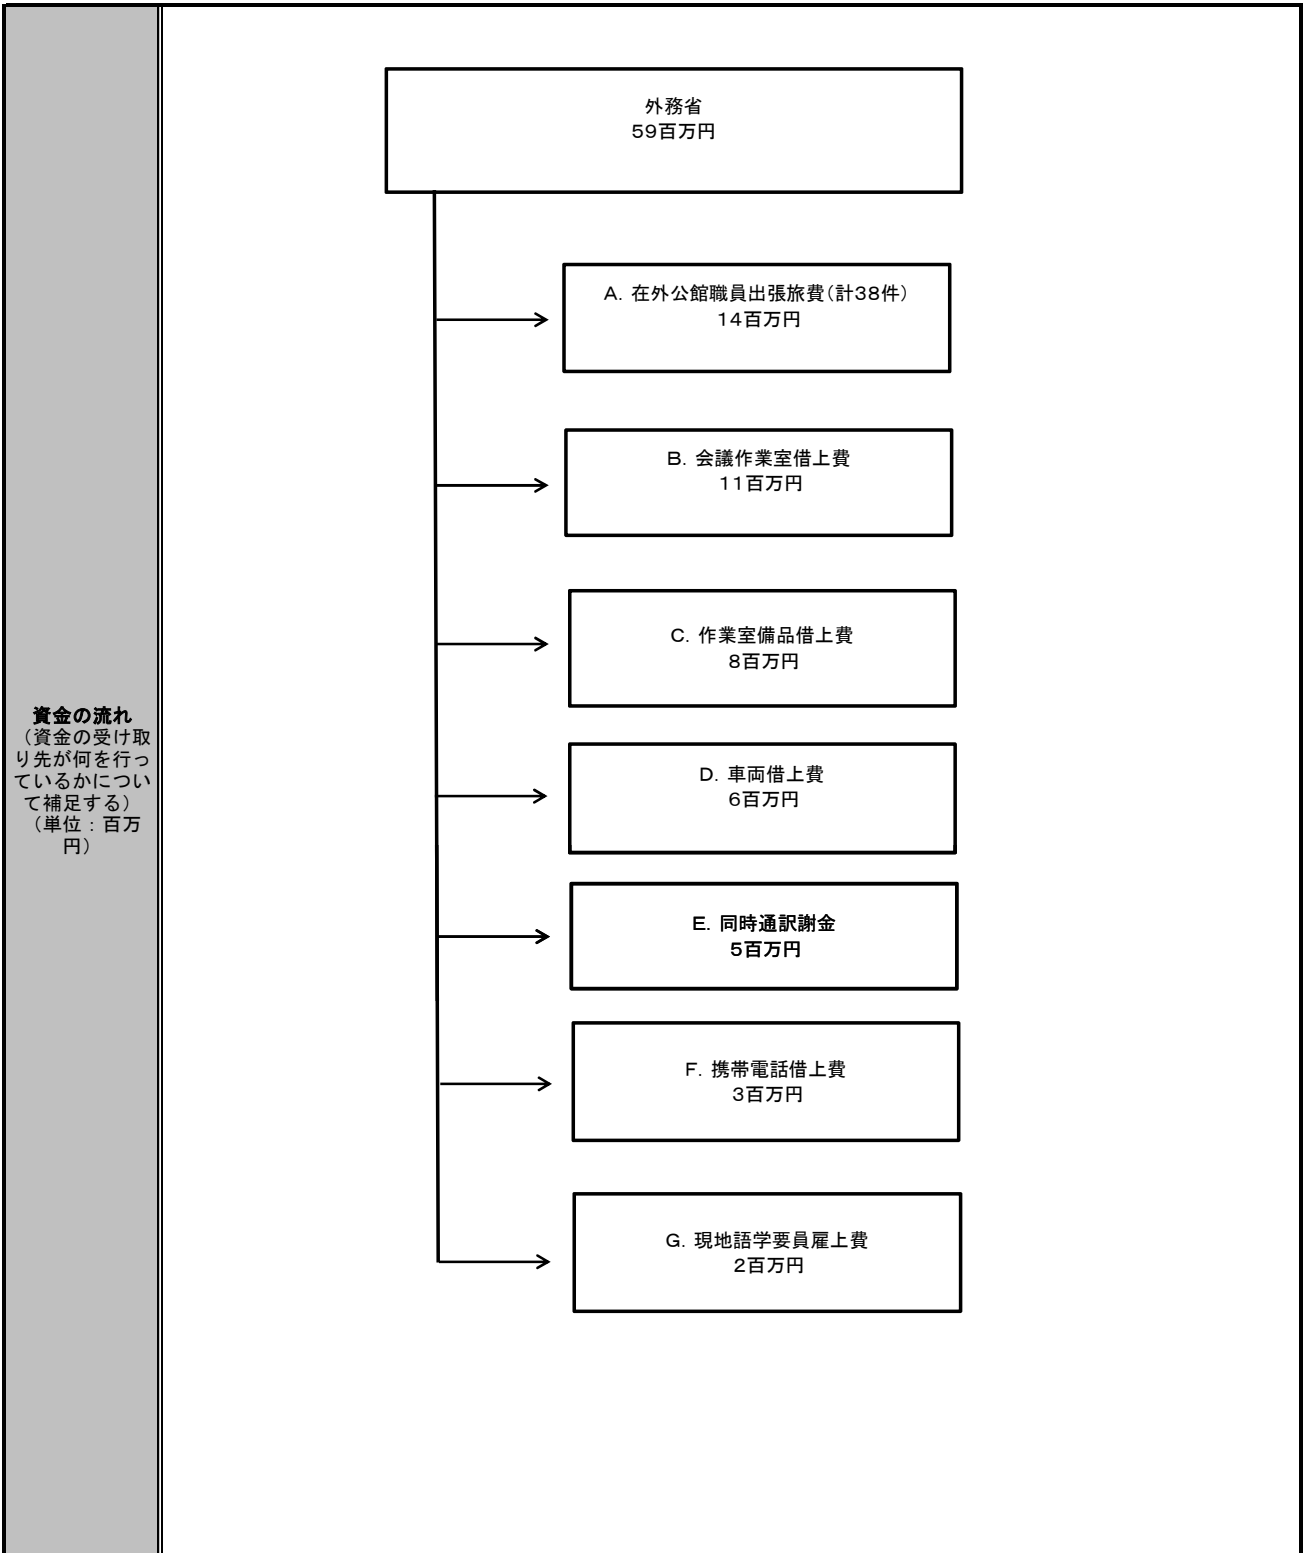 外務省
59百万円
A. 在外公館職員出張旅費(計38件)
14百万円
B. 会議作業室借上費
11百万円
C. 作業室備品借上費
8百万円
D. 車両借上費
6百万円
E. 同時通訳謝金
5百万円
F. 携帯電話借上費
3百万円
G. 現地語学要員雇上費
2百万円
資金の流れ
(資金の受け取
り先が何を行っ
ているかについ
て補足する)
(単位:百万
円)